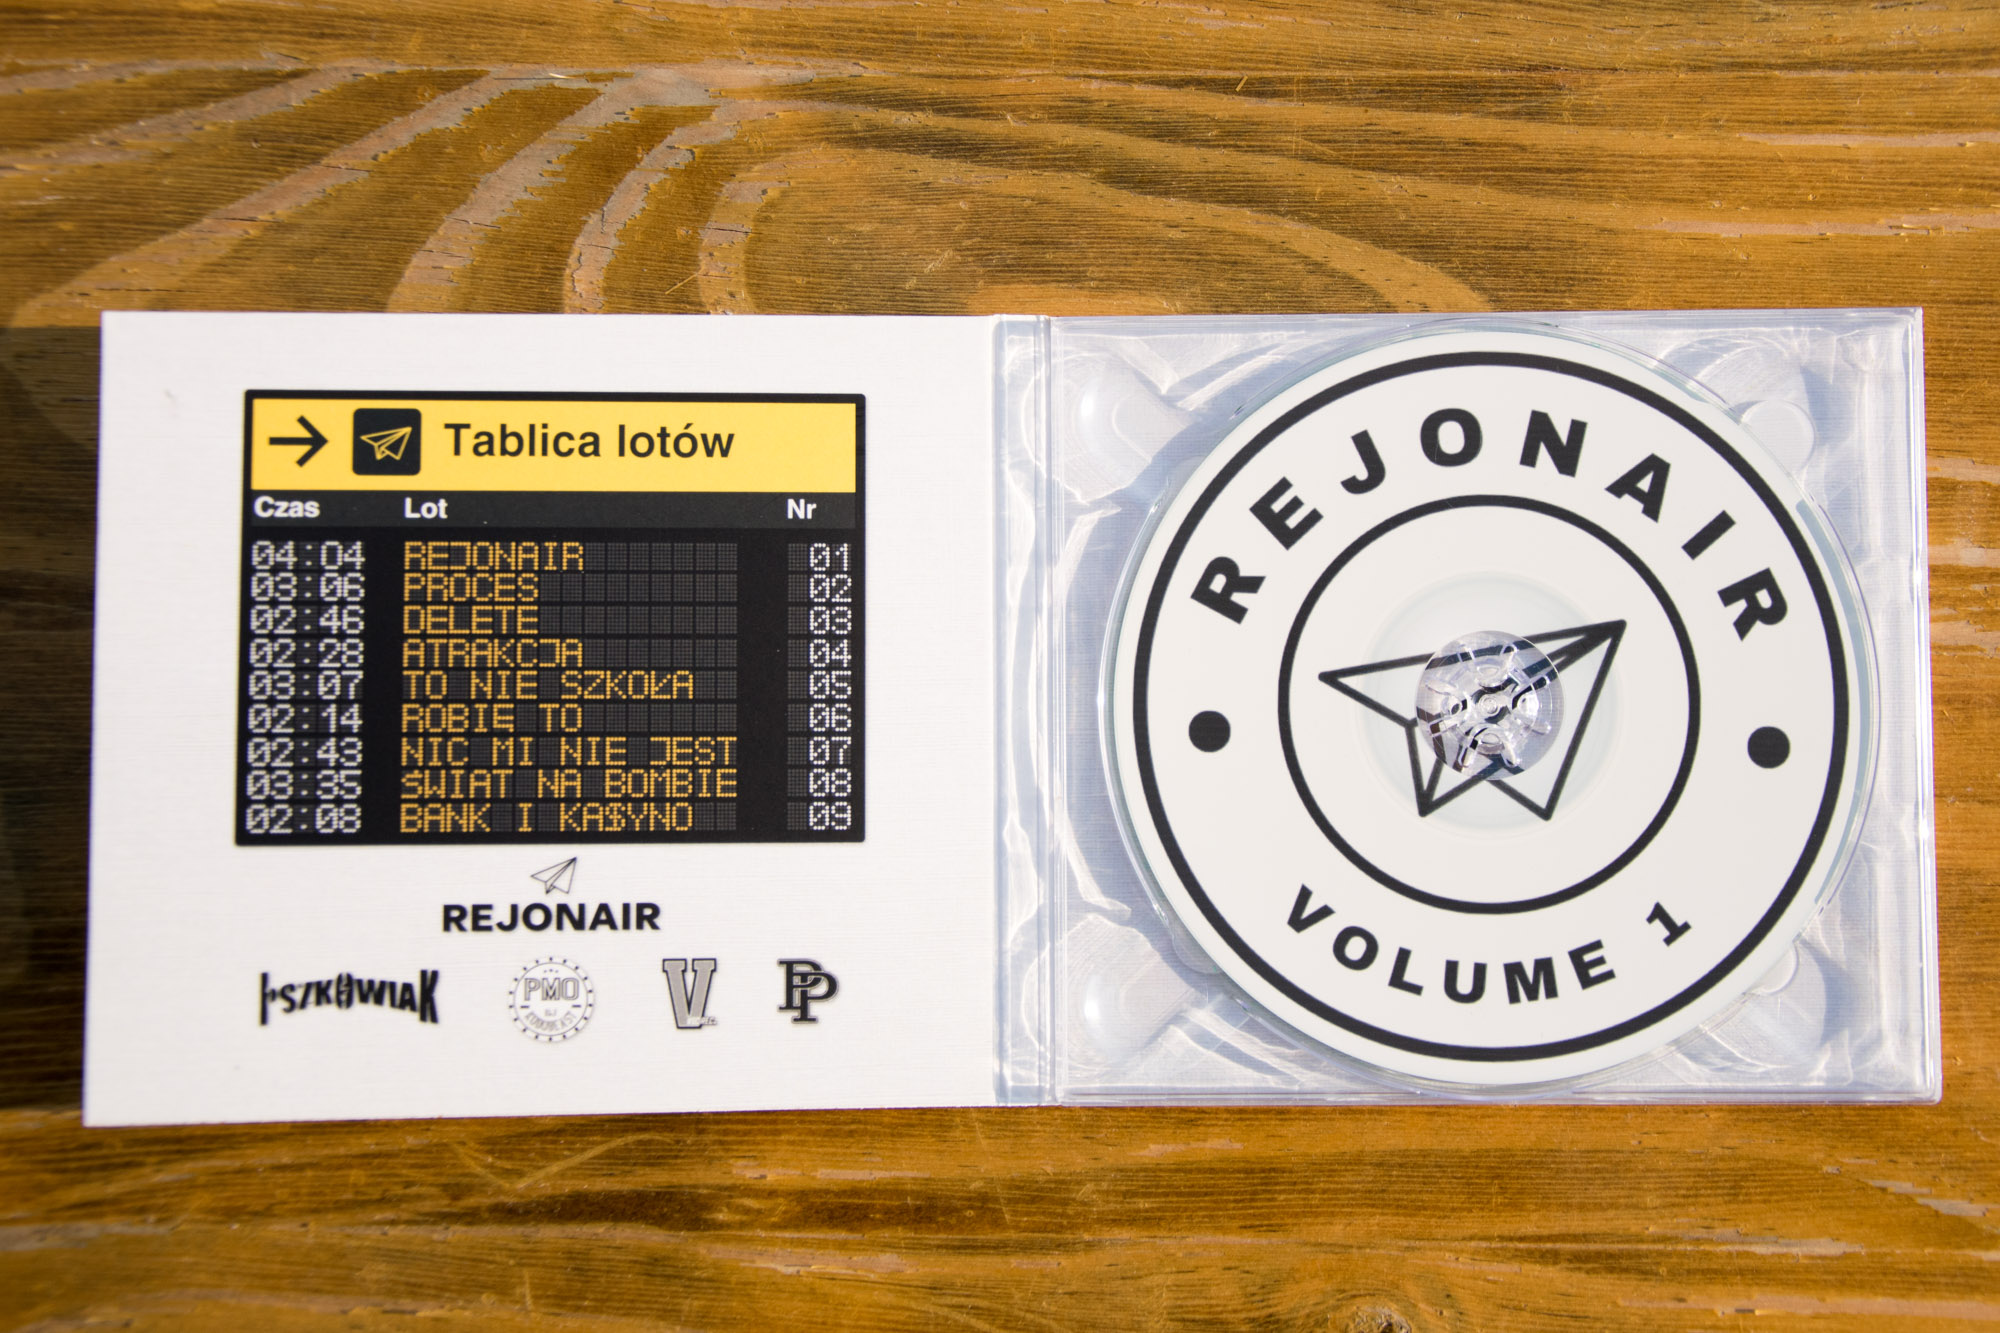 Tablica lotów
Czas Lot Nr
04:04 REJONAIR 01
03:06 PROCES 02
02:46 DELETE 03
02:28 ATRAKCJA 04
03:07 TO NIE SZKOŁA 05
02:14 ROBIĘ TO 06
02:43 NIC MI NIE JEST 07
03:35 ŚWIAT NA BOMBIE 08
02:08 BANK I KA$YNO 09
REJONAIR
PMO
DJ
V
PP
REJONAIR
VOLUME 1